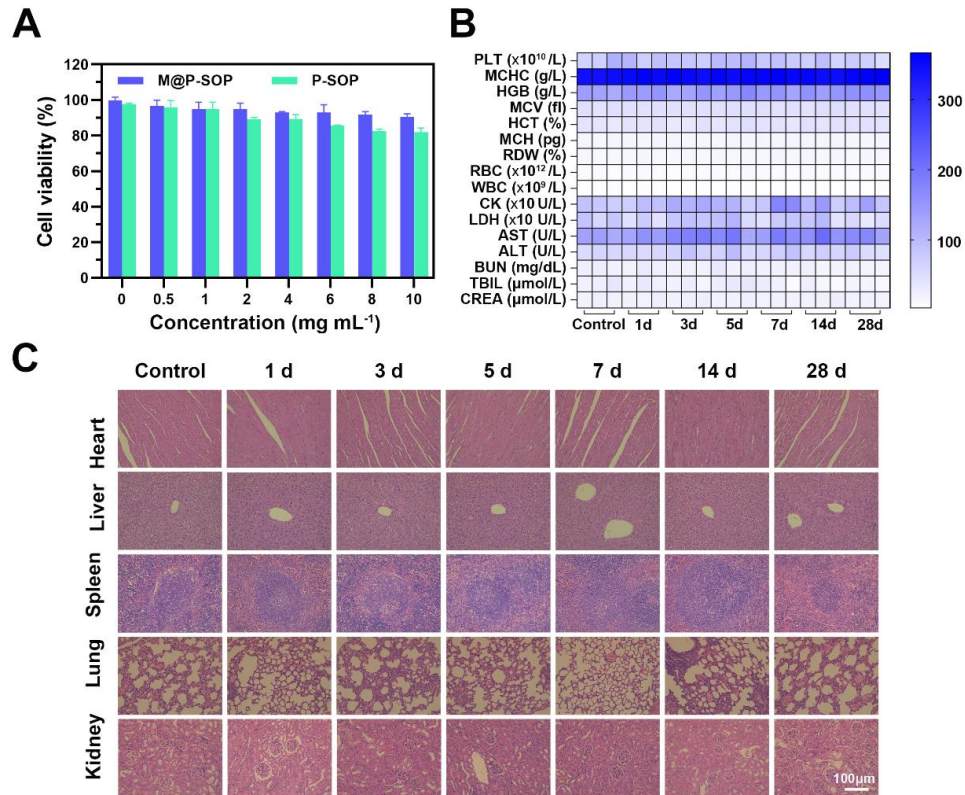 A
Cell viability (%)
120
100
80
60
40
20
0
M@P-SOP
P-SOP
0 0.5 1 2 4 6 8 10
Concentration (mg mL⁻¹)
B
PLT (x10¹⁰/L)
MCHC (g/L)
HGB (g/L)
MCV (fl)
HCT (%)
MCH (pg)
RDW (%)
RBC (x10¹²/L)
WBC (x10⁹/L)
CK (x10 U/L)
LDH (x10 U/L)
AST (U/L)
ALT (U/L)
BUN (mg/dL)
TBIL (μmol/L)
CREA (μmol/L)
Control 1d 3d 5d 7d 14d 28d
300
200
100
C
Control 1 d 3 d 5 d 7 d 14 d 28 d
Heart
Liver
Spleen
Lung
Kidney
100μm